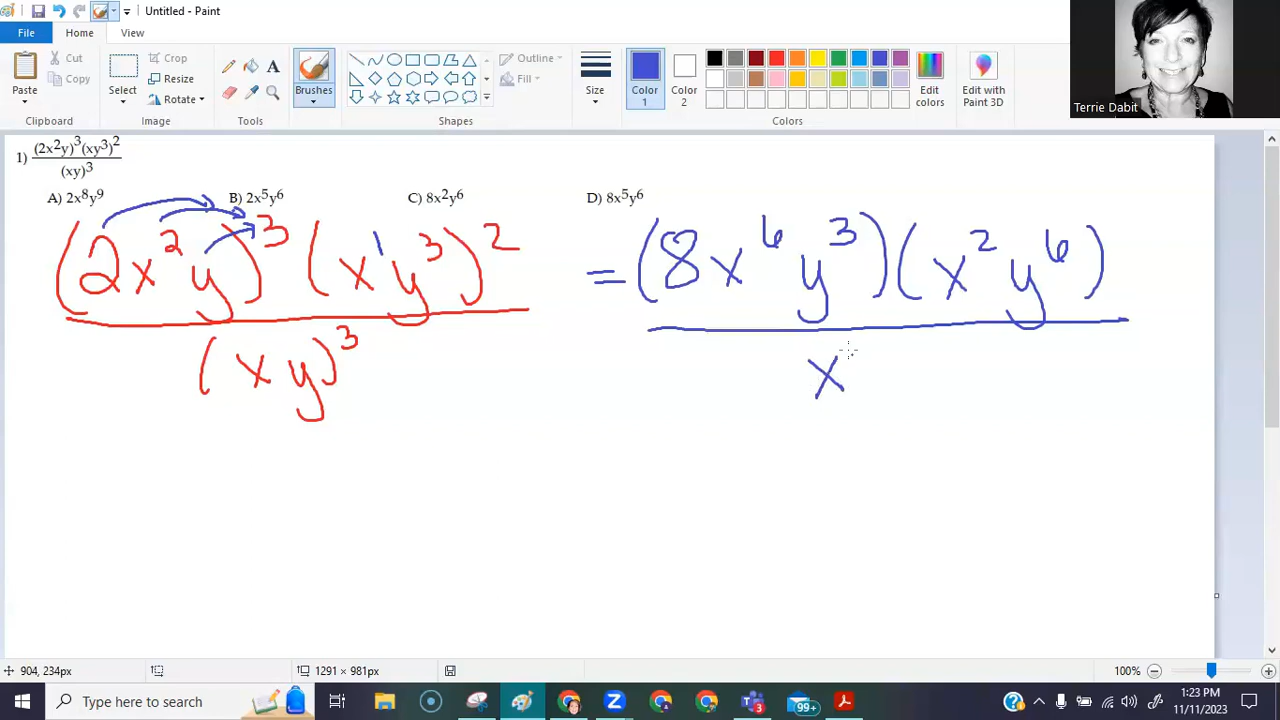 Untitled - Paint
File Home View
Paste
Cut
Copy
Clipboard
Select
Crop
Resize
Rotate
Image
A
Tools
Brushes
Shapes
Outline
Fill
Size
Color 1
Color 2
Colors
Edit colors
Edit with Paint 3D
Terrie Dabit
1) (2x²y)³(xy³)²
(xy)³
A) 2x⁸y⁹ B) 2x⁵y⁶ C) 8x²y⁶ D) 8x⁵y⁶
(2x²y)³ (x¹y³)² = (8x⁶y³)(x²y⁶)
(xy)³ x
904, 234px 1291 × 981px 100%
Type here to search
3
99+
1:23 PM
11/11/2023